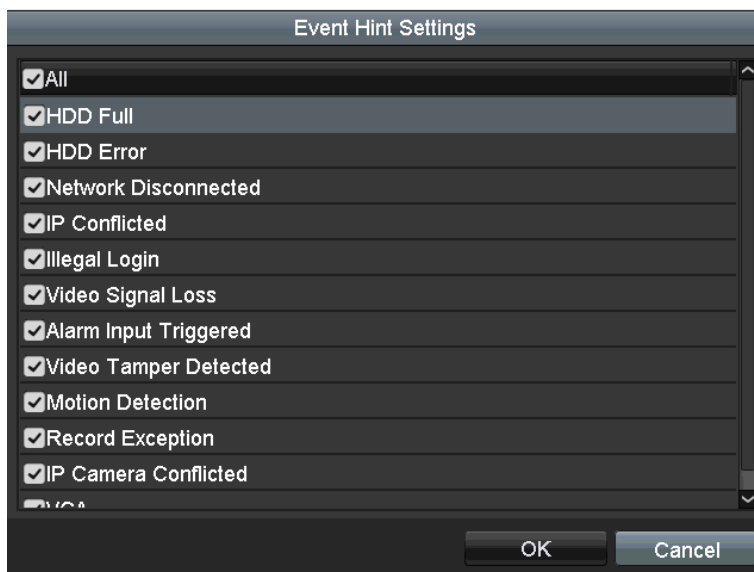 Event Hint Settings
All
HDD Full
HDD Error
Network Disconnected
IP Conflicted
Illegal Login
Video Signal Loss
Alarm Input Triggered
Video Tamper Detected
Motion Detection
Record Exception
IP Camera Conflicted
VCA
OK Cancel